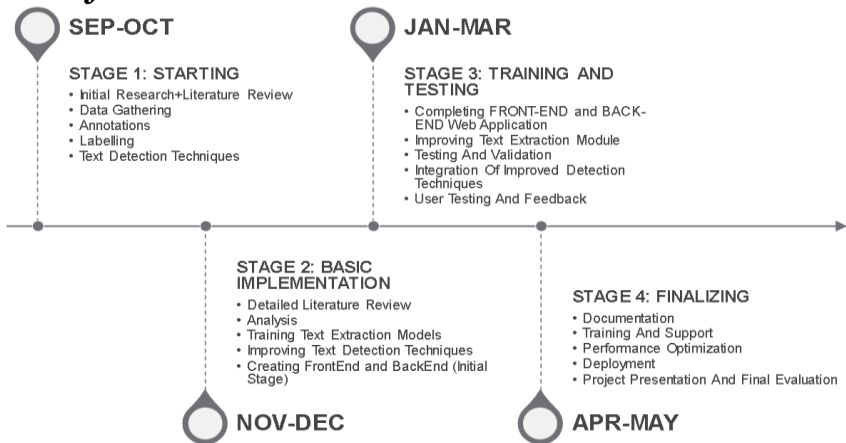 SEP-OCT
STAGE 1: STARTING
• Initial Research+Literature Review
• Data Gathering
• Annotations
• Labelling
• Text Detection Techniques
STAGE 2: BASIC
IMPLEMENTATION
• Detailed Literature Review
• Analysis
• Training Text Extraction Models
• Improving Text Detection Techniques
• Creating FrontEnd and BackEnd (Initial
Stage)
NOV-DEC
JAN-MAR
STAGE 3: TRAINING AND
TESTING
• Completing FRONT-END and BACK-
END Web Application
• Improving Text Extraction Module
• Testing And Validation
• Integration Of Improved Detection
Techniques
• User Testing And Feedback
STAGE 4: FINALIZING
• Documentation
• Training And Support
• Performance Optimization
• Deployment
• Project Presentation And Final Evaluation
APR-MAY